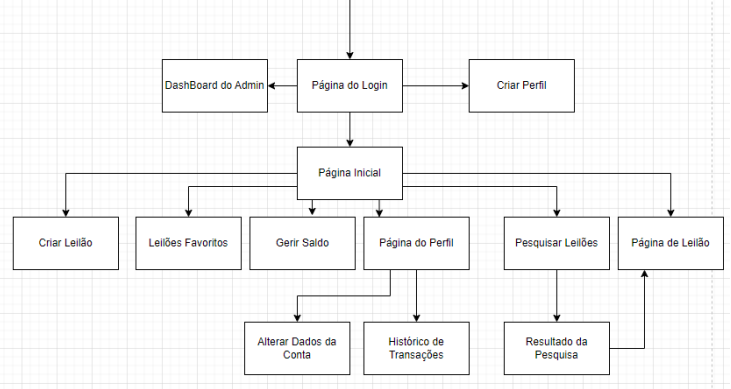 DashBoard do Admin
Página do Login
Criar Perfil
Página Inicial
Criar Leilão
Leilões Favoritos
Gerir Saldo
Página do Perfil
Pesquisar Leilões
Página de Leilão
Alterar Dados da
Conta
Histórico de
Transações
Resultado da
Pesquisa